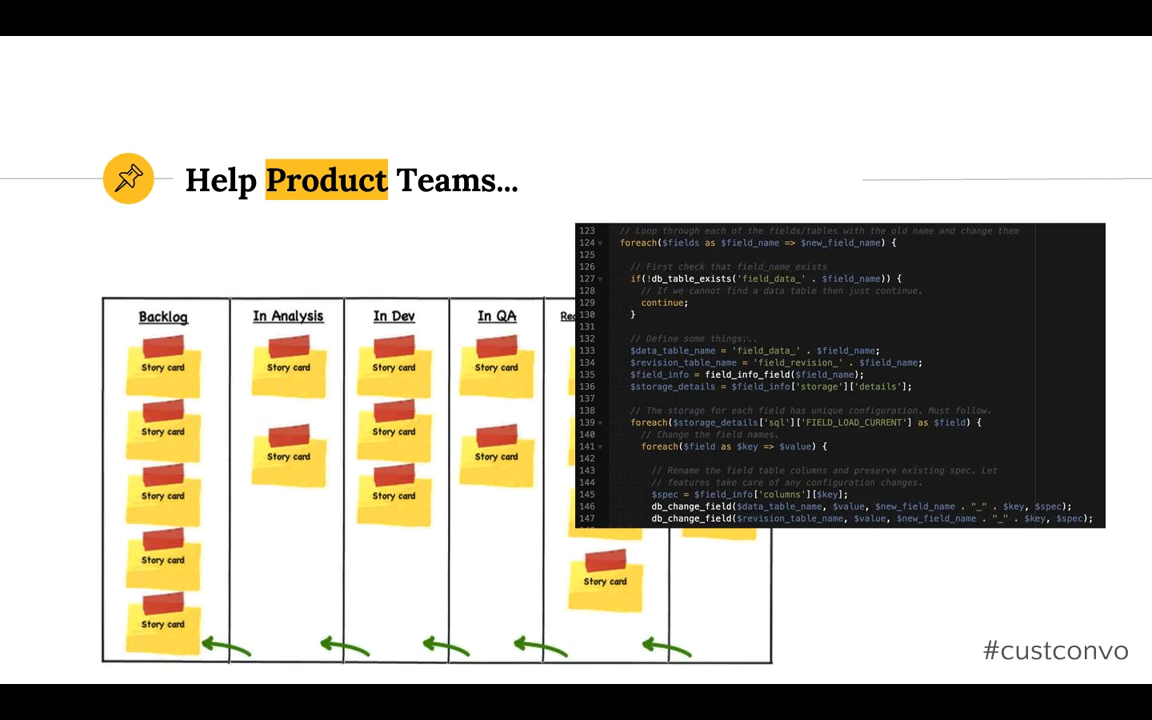 Help Product Teams...
Backlog
In Analysis
In Dev
In QA
Story card
Story card
Story card
Story card
Story card
Story card
Story card
Story card
Story card
Story card
Story card
Story card
Story card
123 // Loop through each of the fields/tables with the old name and change them
124 foreach($fields as $field_name => $new_field_name) {
125
126 // First check that field_name exists
127 if(!db_table_exists('field_data_' . $field_name)) {
128 // If we cannot find a data table then just continue.
129 continue;
130 }
131
132 // Define some things...
133 $data_table_name = 'field_data_' . $field_name;
134 $revision_table_name = 'field_revision_' . $field_name;
135 $field_info = field_info_field($field_name);
136 $storage_details = $field_info['storage']['details'];
137
138 // The storage for each field has unique configuration. Must follow.
139 foreach($storage_details['sql']['FIELD_LOAD_CURRENT'] as $field) {
140 // Change the field names.
141 foreach($field as $key => $value) {
142
143 // Rename the field table columns and preserve existing spec. Let
144 // features take care of any configuration changes.
145 $spec = $field_info['columns'][$key];
146 db_change_field($data_table_name, $value, $new_field_name . "_" . $key, $spec);
147 db_change_field($revision_table_name, $value, $new_field_name . "_" . $key, $spec);
#custconvo